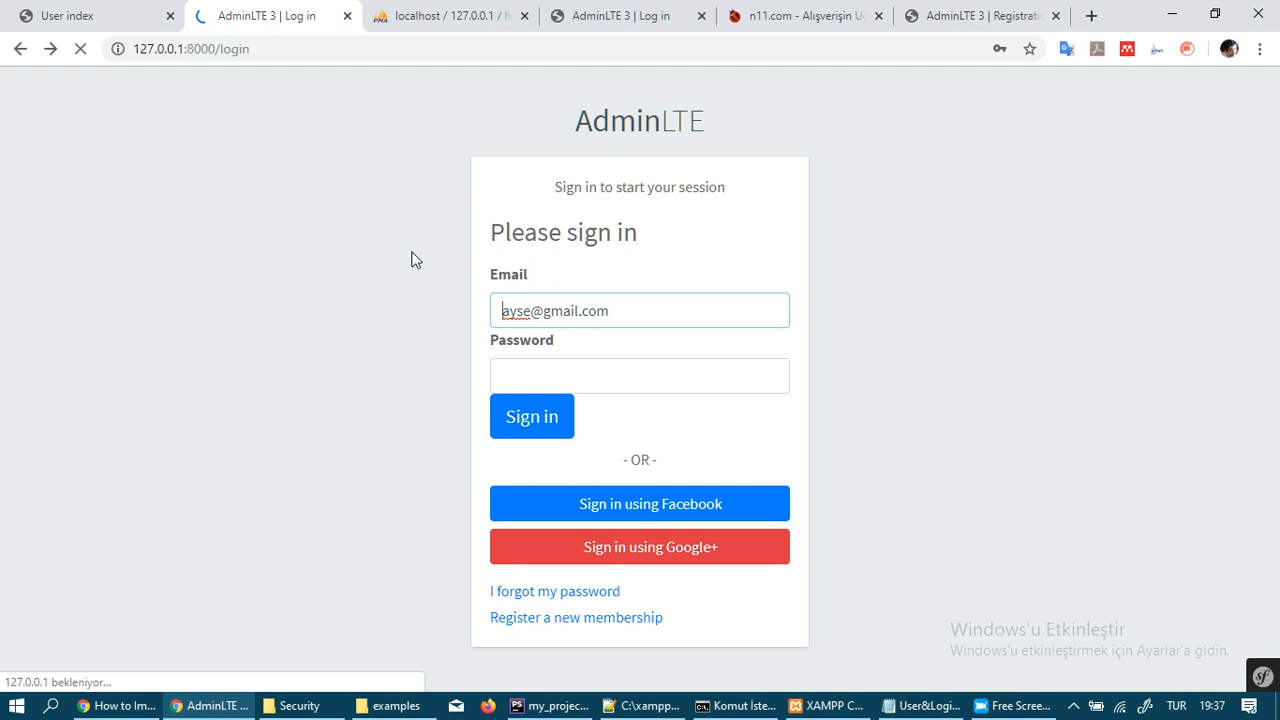 User index
AdminLTE 3 | Log in
localhost / 127.0.0.1 / h
AdminLTE 3 | Log in
n11.com - Alışverişin U
AdminLTE 3 | Registratio
127.0.0.1:8000/login
AdminLTE
Sign in to start your session
Please sign in
Email
ayse@gmail.com
Password
Sign in
- OR -
Sign in using Facebook
Sign in using Google+
I forgot my password
Register a new membership
Windows'u Etkinleştir
Windows'u etkinleştirmek için Ayarlar'a gidin.
127.0.0.1 bekleniyor...
How to Im...
AdminLTE ...
Security
examples
my_projec...
C:\xampp...
Komut İste...
XAMPP C...
User&Logi...
Free Scree...
TUR
19:37